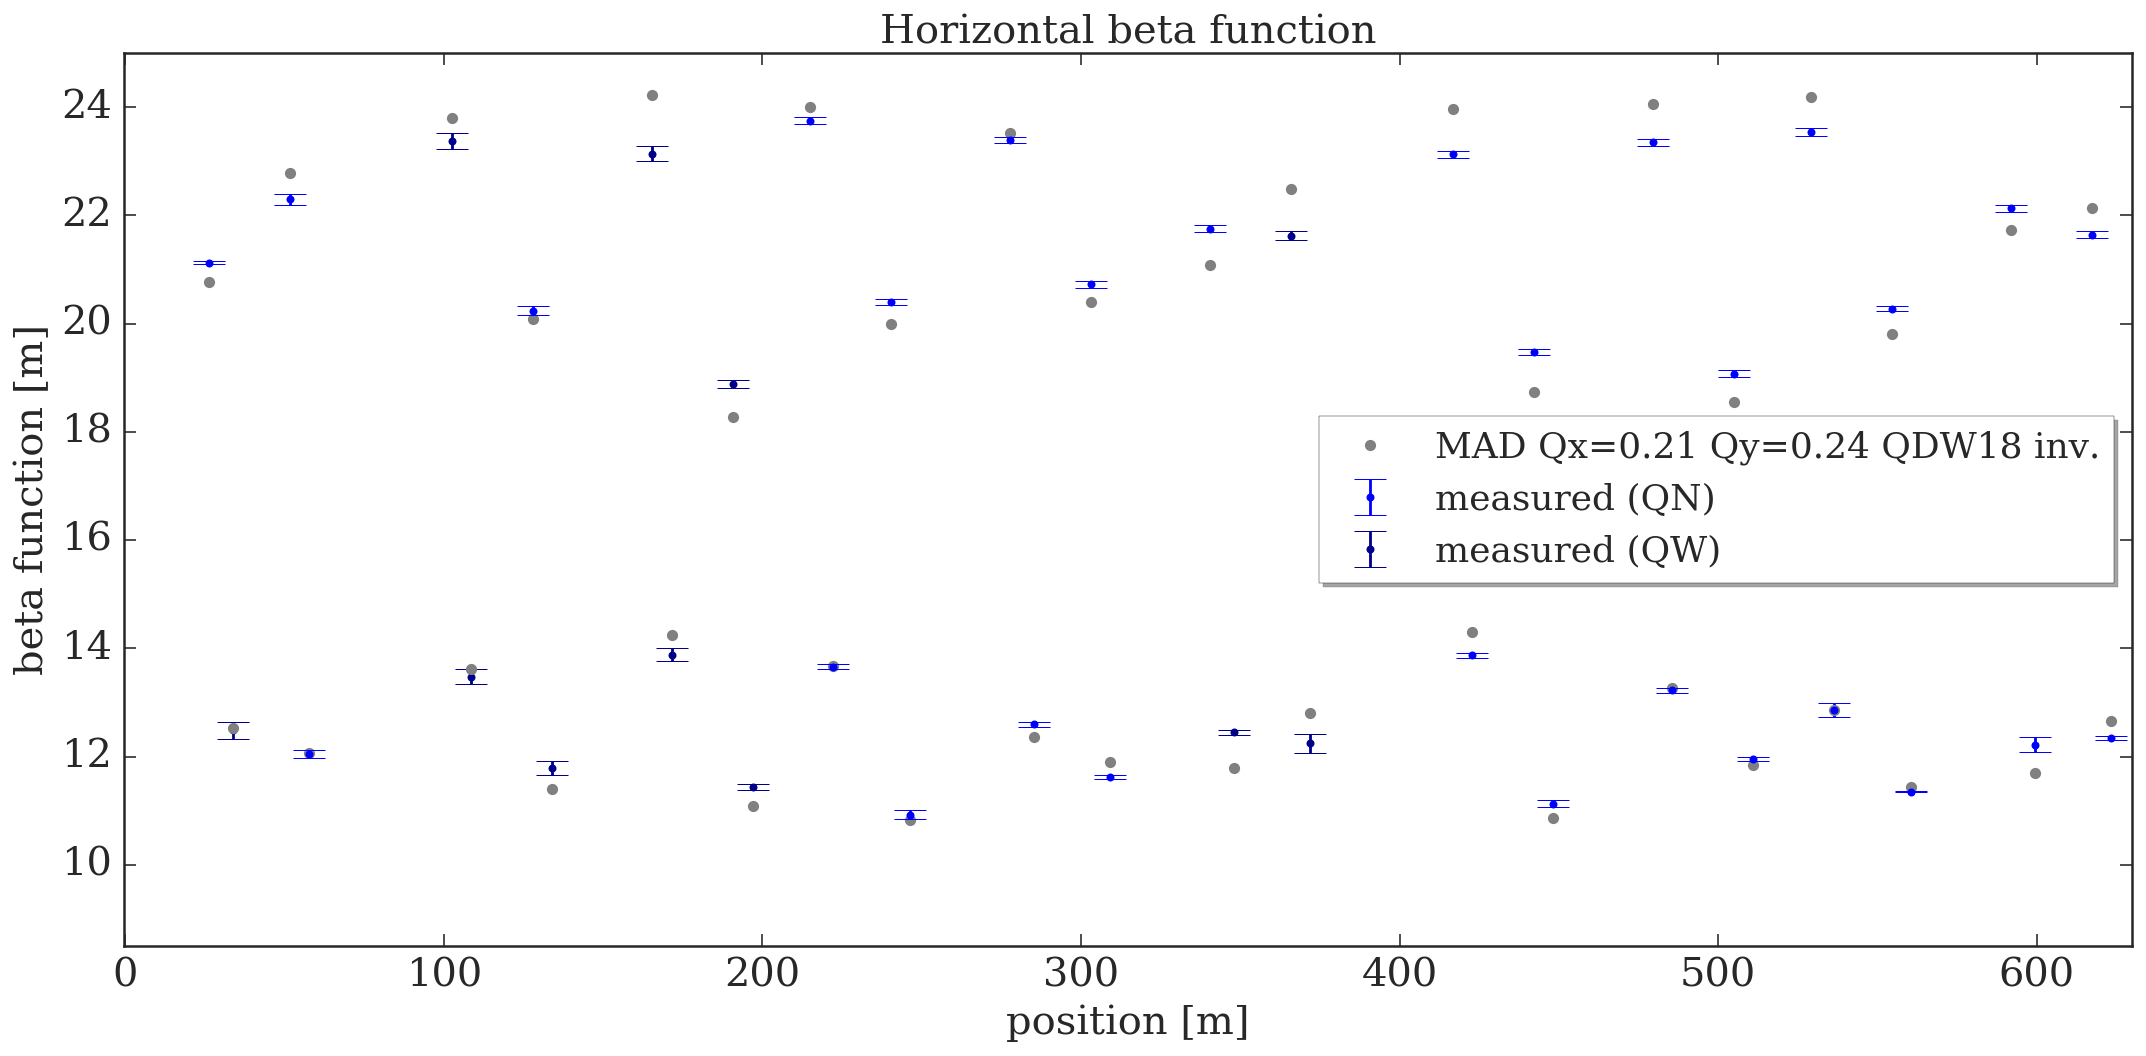 Horizontal beta function
24
22
20
18
16
14
12
10
beta function [m]
MAD Qx=0.21 Qy=0.24 QDW18 inv.
measured (QN)
measured (QW)
0 100 200 300 400 500 600
position [m]